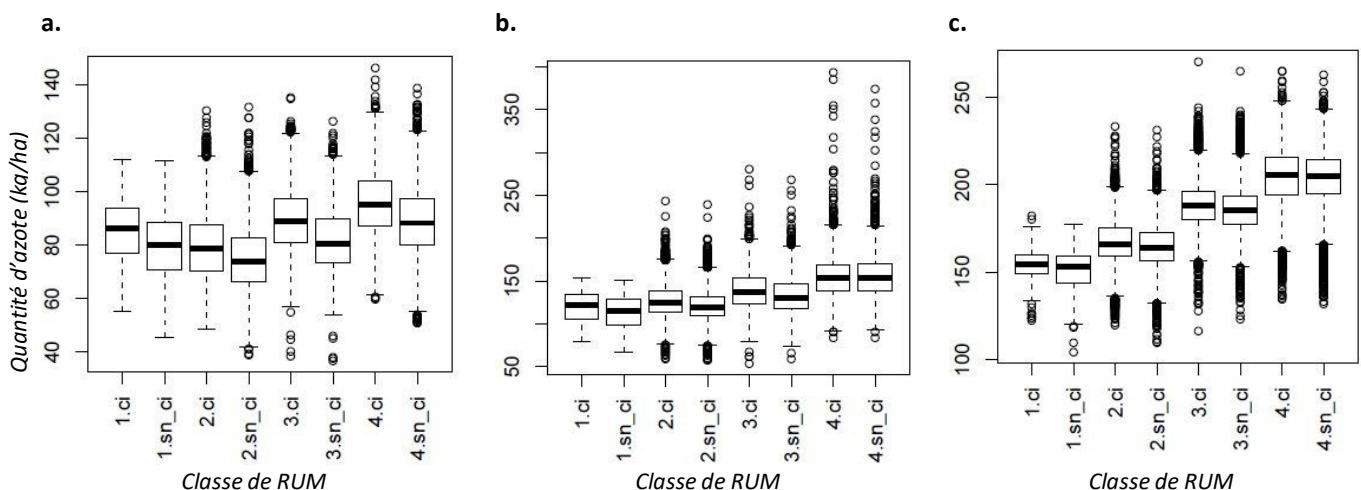 a.
b.
c.
Quantité d'azote (kg/ha)
140
120
100
80
60
40
350
250
150
50
250
200
150
100
1.ci
1.sn_ci
2.ci
2.sn_ci
3.ci
3.sn_ci
4.ci
4.sn_ci
1.ci
1.sn_ci
2.ci
2.sn_ci
3.ci
3.sn_ci
4.ci
4.sn_ci
1.ci
1.sn_ci
2.ci
2.sn_ci
3.ci
3.sn_ci
4.ci
4.sn_ci
Classe de RUM
Classe de RUM
Classe de RUM